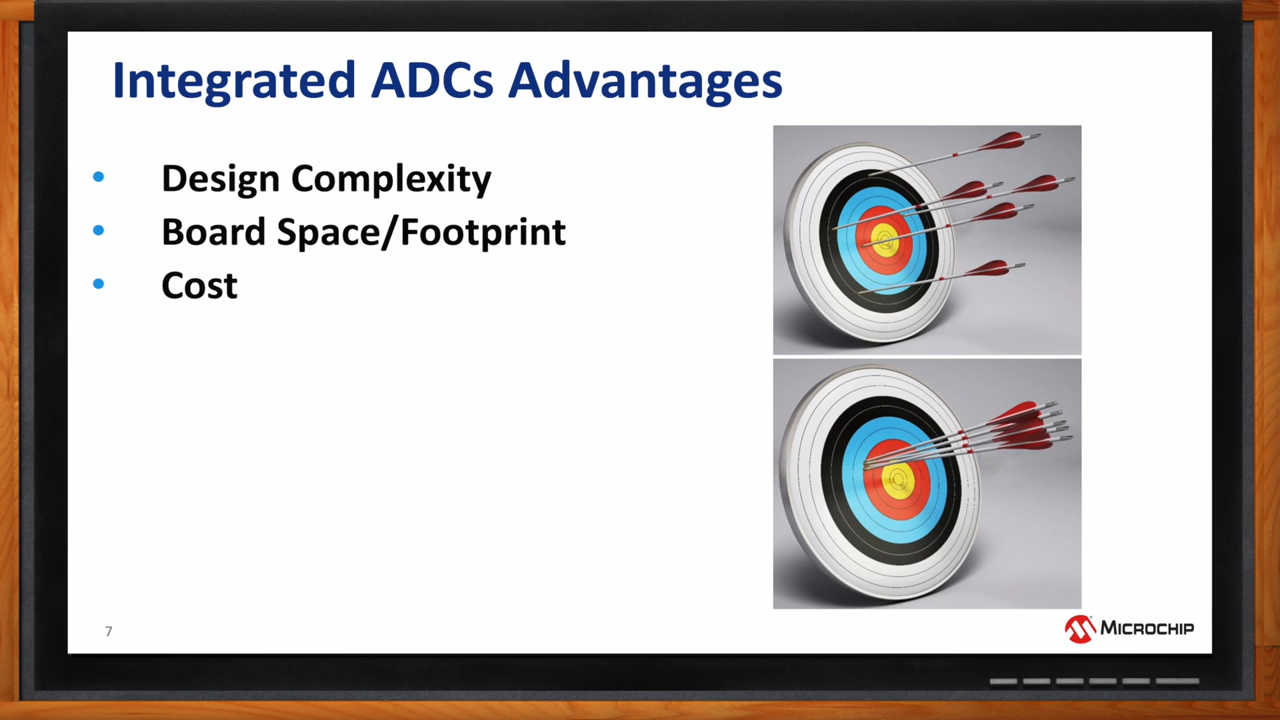 Integrated ADCs Advantages
• Design Complexity
• Board Space/Footprint
• Cost
7
MICROCHIP